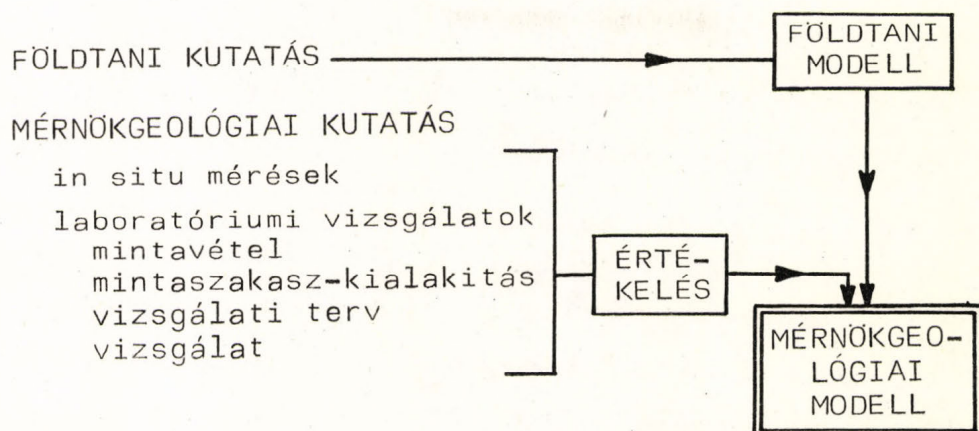 FÖLDTANI KUTATÁS
FÖLDTANI
MODELL
MÉRNÖKGEOLÓGIAI KUTATÁS
in situ mérések
laboratóriumi vizsgálatok
mintavétel
mintaszakasz-kialakitás
vizsgálati terv
vizsgálat
ÉRTÉ-
KELÉS
MÉRNÖKGEO-
LÓGIAI
MODELL